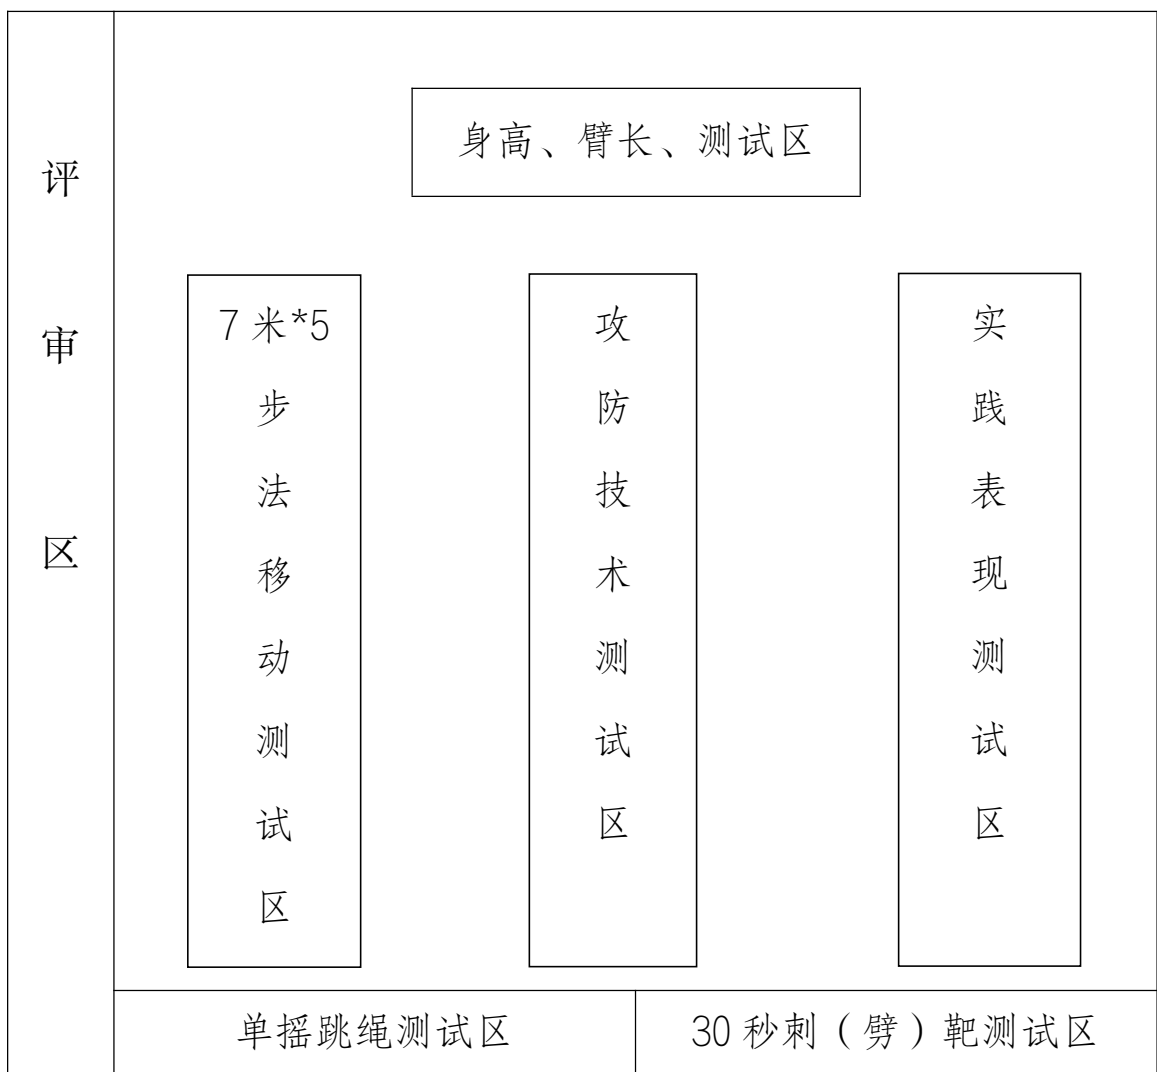 评审区
身高、臂长、测试区
7米*5步法移动测试区
攻防技术测试区
实践表现测试区
单摇跳绳测试区
30秒刺（劈）靶测试区